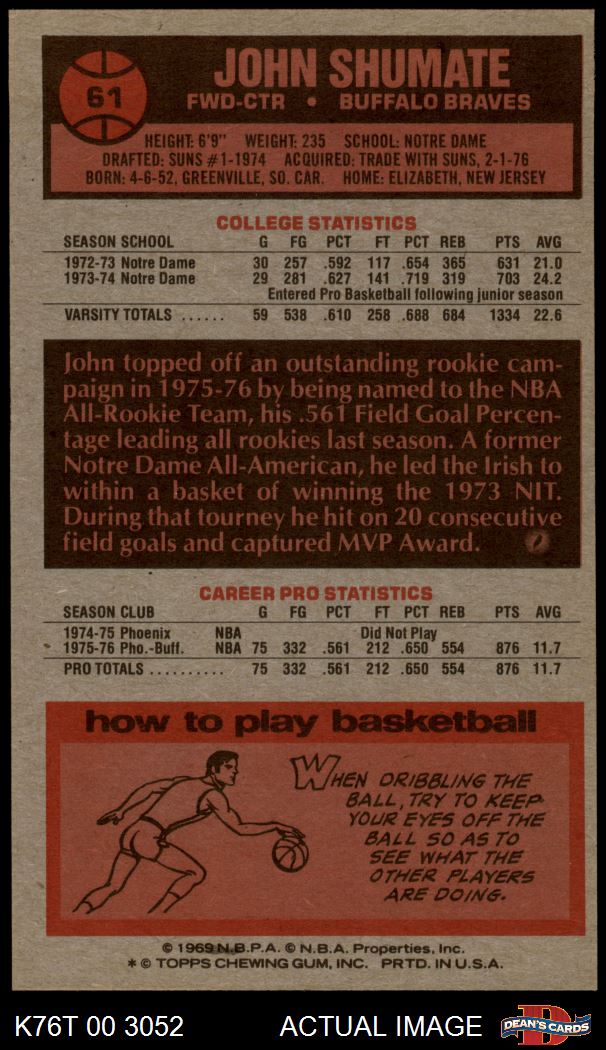 61
JOHN SHUMATE
FWD-CTR • BUFFALO BRAVES
HEIGHT: 6'9" WEIGHT: 235 SCHOOL: NOTRE DAME
DRAFTED: SUNS #1-1974 ACQUIRED: TRADE WITH SUNS, 2-1-76
BORN: 4-6-52, GREENVILLE, SO. CAR. HOME: ELIZABETH, NEW JERSEY
COLLEGE STATISTICS
SEASON SCHOOL G FG PCT FT PCT REB PTS AVG
1972-73 Notre Dame 30 257 .592 117 .654 365 631 21.0
1973-74 Notre Dame 29 281 .627 141 .719 319 703 24.2
Entered Pro Basketball following junior season
VARSITY TOTALS ...... 59 538 .610 258 .688 684 1334 22.6
John topped off an outstanding rookie cam-
paign in 1975-76 by being named to the NBA
All-Rookie Team, his .561 Field Goal Percen-
tage leading all rookies last season. A former
Notre Dame All-American, he led the Irish to
within a basket of winning the 1973 NIT.
During that tourney he hit on 20 consecutive
field goals and captured MVP Award.
CAREER PRO STATISTICS
SEASON CLUB G FG PCT FT PCT REB PTS AVG
1974-75 Phoenix NBA Did Not Play
1975-76 Pho.-Buff. NBA 75 332 .561 212 .650 554 876 11.7
PRO TOTALS .......... 75 332 .561 212 .650 554 876 11.7
how to play basketball
WHEN DRIBBLING THE
BALL, TRY TO KEEP
YOUR EYES OFF THE
BALL SO AS TO
SEE WHAT THE
OTHER PLAYERS
ARE DOING.
© 1969 N.B.P.A. © N.B.A. Properties, Inc.
* © TOPPS CHEWING GUM, INC. PRTD. IN U.S.A.
K76T 00 3052 ACTUAL IMAGE D DEAN'S CARDS